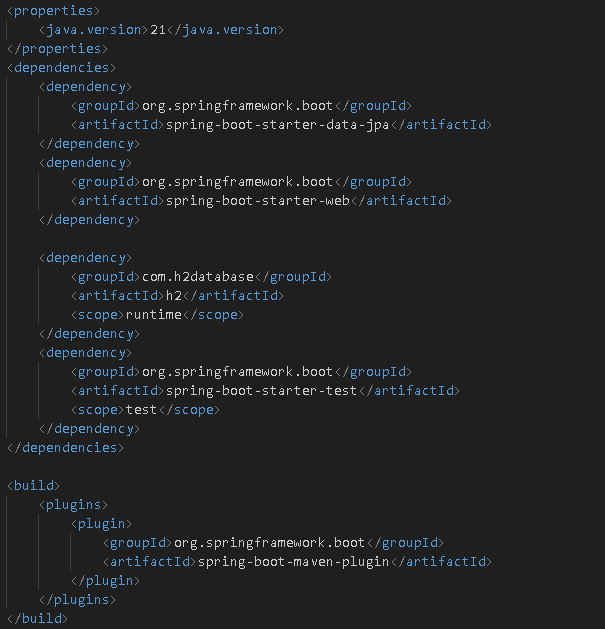 <properties>
    <java.version>21</java.version>
</properties>
<dependencies>
    <dependency>
        <groupId>org.springframework.boot</groupId>
        <artifactId>spring-boot-starter-data-jpa</artifactId>
    </dependency>
    <dependency>
        <groupId>org.springframework.boot</groupId>
        <artifactId>spring-boot-starter-web</artifactId>
    </dependency>

    <dependency>
        <groupId>com.h2database</groupId>
        <artifactId>h2</artifactId>
        <scope>runtime</scope>
    </dependency>
    <dependency>
        <groupId>org.springframework.boot</groupId>
        <artifactId>spring-boot-starter-test</artifactId>
        <scope>test</scope>
    </dependency>
</dependencies>

<build>
    <plugins>
        <plugin>
            <groupId>org.springframework.boot</groupId>
            <artifactId>spring-boot-maven-plugin</artifactId>
        </plugin>
    </plugins>
</build>